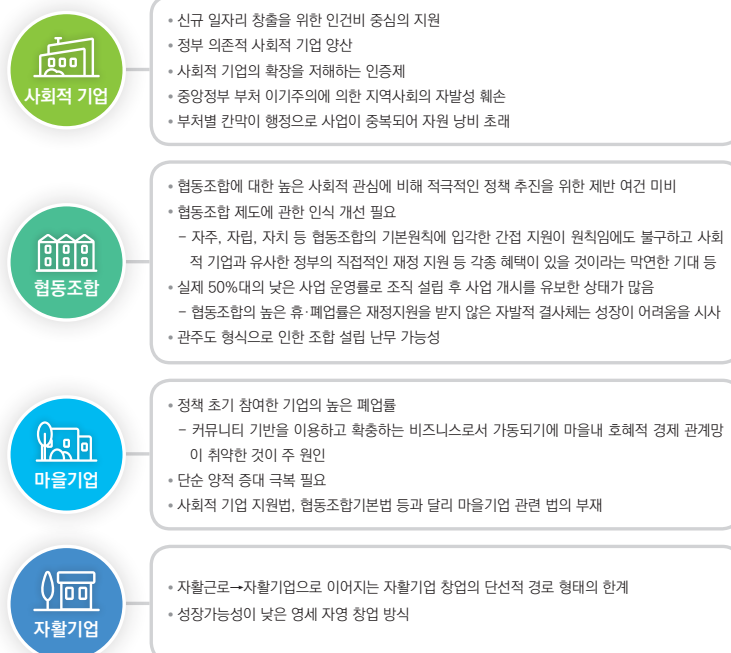 사회적 기업
• 신규 일자리 창출을 위한 인건비 중심의 지원
• 정부 의존적 사회적 기업 양산
• 사회적 기업의 확장을 저해하는 인증제
• 중앙정부 부처 이기주의에 의한 지역사회의 자발성 훼손
• 부처별 칸막이 행정으로 사업이 중복되어 자원 낭비 초래
협동조합
• 협동조합에 대한 높은 사회적 관심에 비해 적극적인 정책 추진을 위한 제반 여건 미비
• 협동조합 제도에 관한 인식 개선 필요
- 자주, 자립, 자치 등 협동조합의 기본원칙에 입각한 간접 지원이 원칙임에도 불구하고 사회
적 기업과 유사한 정부의 직접적인 재정 지원 등 각종 혜택이 있을 것이라는 막연한 기대 등
• 실제 50%대의 낮은 사업 운영률로 조직 설립 후 사업 개시를 유보한 상태가 많음
- 협동조합의 높은 휴·폐업률은 재정지원을 받지 않은 자발적 결사체는 성장이 어려움을 시사
• 관주도 형식으로 인한 조합 설립 난무 가능성
마을기업
• 정책 초기 참여한 기업의 높은 폐업률
- 커뮤니티 기반을 이용하고 확충하는 비즈니스로서 가동되기에 마을내 호혜적 경제 관계망
이 취약한 것이 주 원인
• 단순 양적 증대 극복 필요
• 사회적 기업 지원법, 협동조합기본법 등과 달리 마을기업 관련 법의 부재
자활기업
• 자활근로→자활기업으로 이어지는 자활기업 창업의 단선적 경로 형태의 한계
• 성장가능성이 낮은 영세 자영 창업 방식